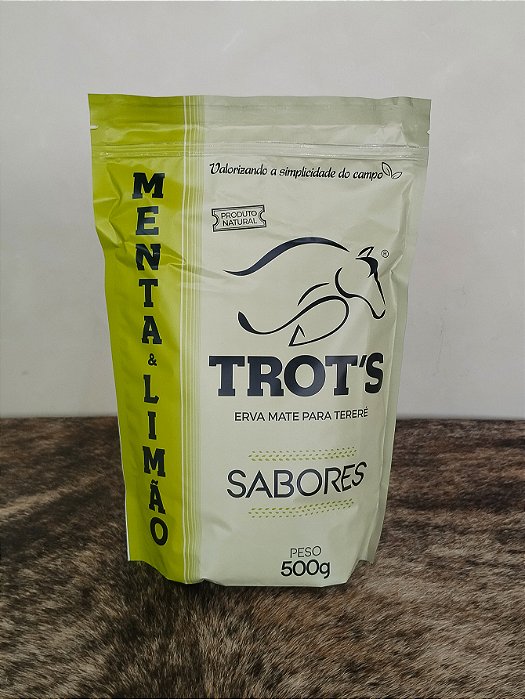 Valorizando a simplicidade do campo
PRODUTO
NATURAL
MENTA & LIMÃO
®
TROT'S
ERVA MATE PARA TERERÉ
SABORES
PESO
500g